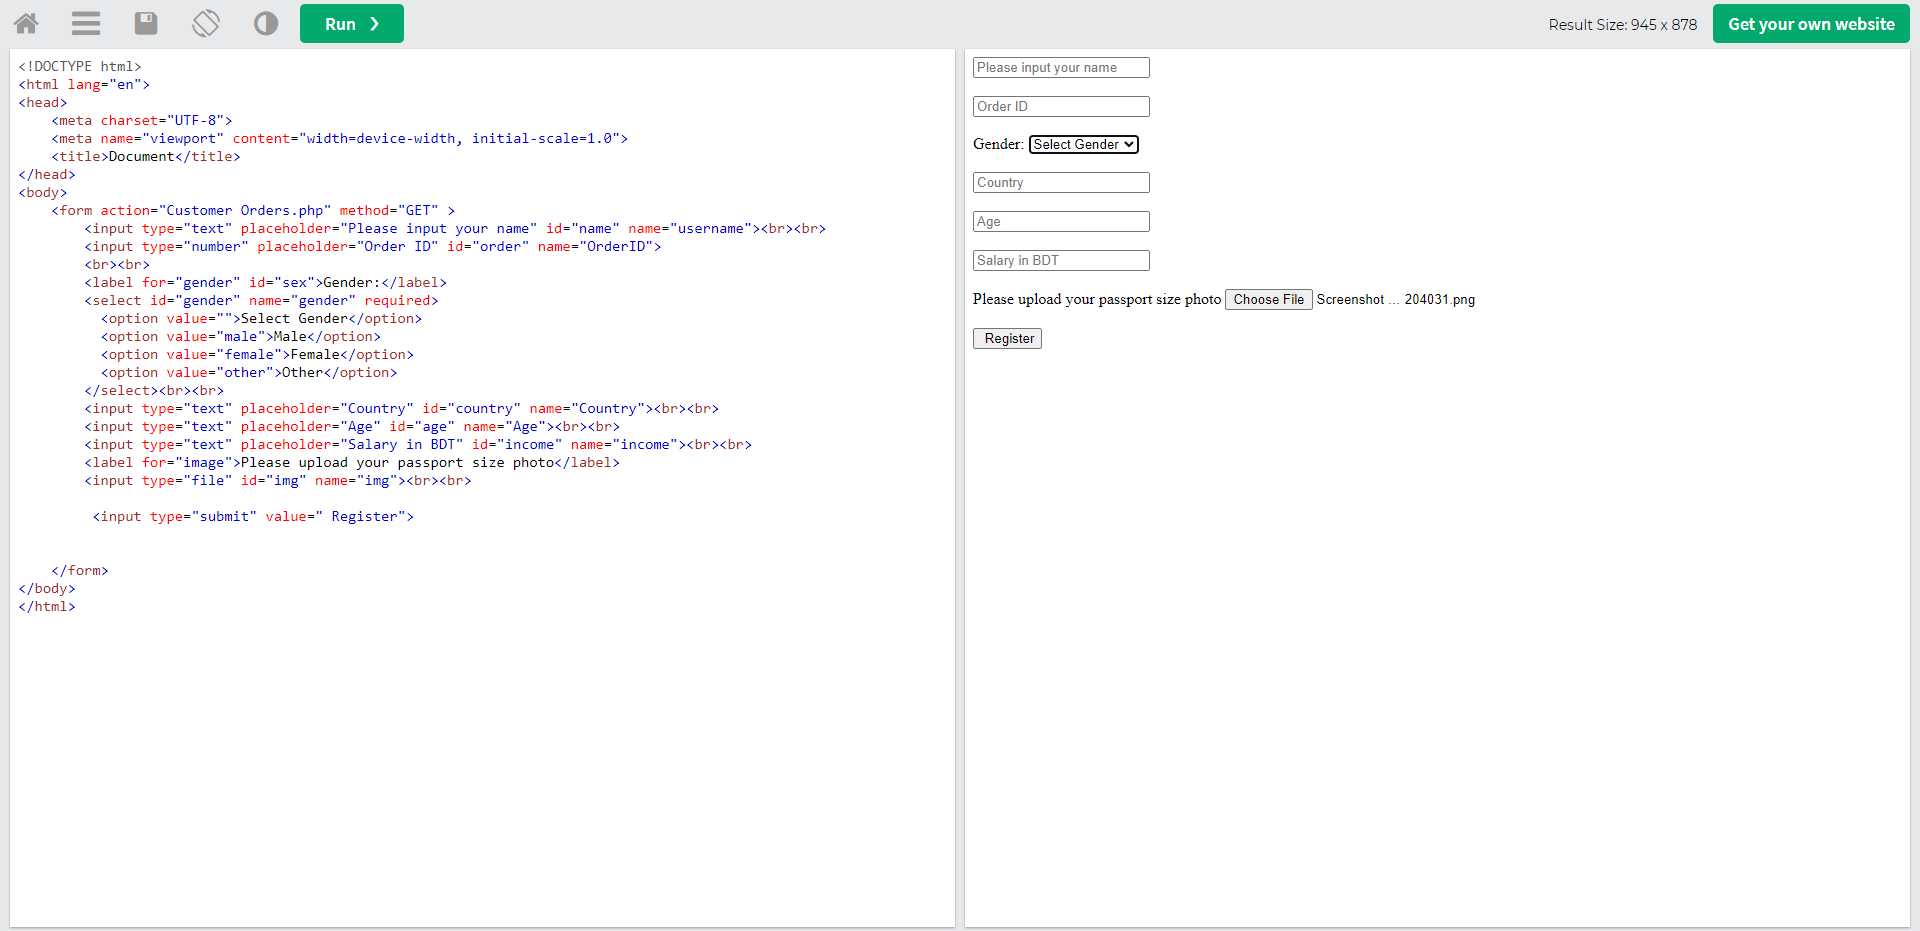 Run ❯
Result Size: 945 x 878
Get your own website
<!DOCTYPE html>
<html lang="en">
<head>
    <meta charset="UTF-8">
    <meta name="viewport" content="width=device-width, initial-scale=1.0">
    <title>Document</title>
</head>
<body>
    <form action="Customer Orders.php" method="GET" >
        <input type="text" placeholder="Please input your name" id="name" name="username"><br><br>
        <input type="number" placeholder="Order ID" id="order" name="OrderID">
        <br><br>
        <label for="gender" id="sex">Gender:</label>
        <select id="gender" name="gender" required>
          <option value="">Select Gender</option>
          <option value="male">Male</option>
          <option value="female">Female</option>
          <option value="other">Other</option>
        </select><br><br>
        <input type="text" placeholder="Country" id="country" name="Country"><br><br>
        <input type="text" placeholder="Age" id="age" name="Age"><br><br>
        <input type="text" placeholder="Salary in BDT" id="income" name="income"><br><br>
        <label for="image">Please upload your passport size photo</label>
        <input type="file" id="img" name="img"><br><br>
         <input type="submit" value=" Register">
    </form>
</body>
</html>
Please input your name
Order ID
Gender: Select Gender
Country
Age
Salary in BDT
Please upload your passport size photo Choose File Screenshot ... 204031.png
Register